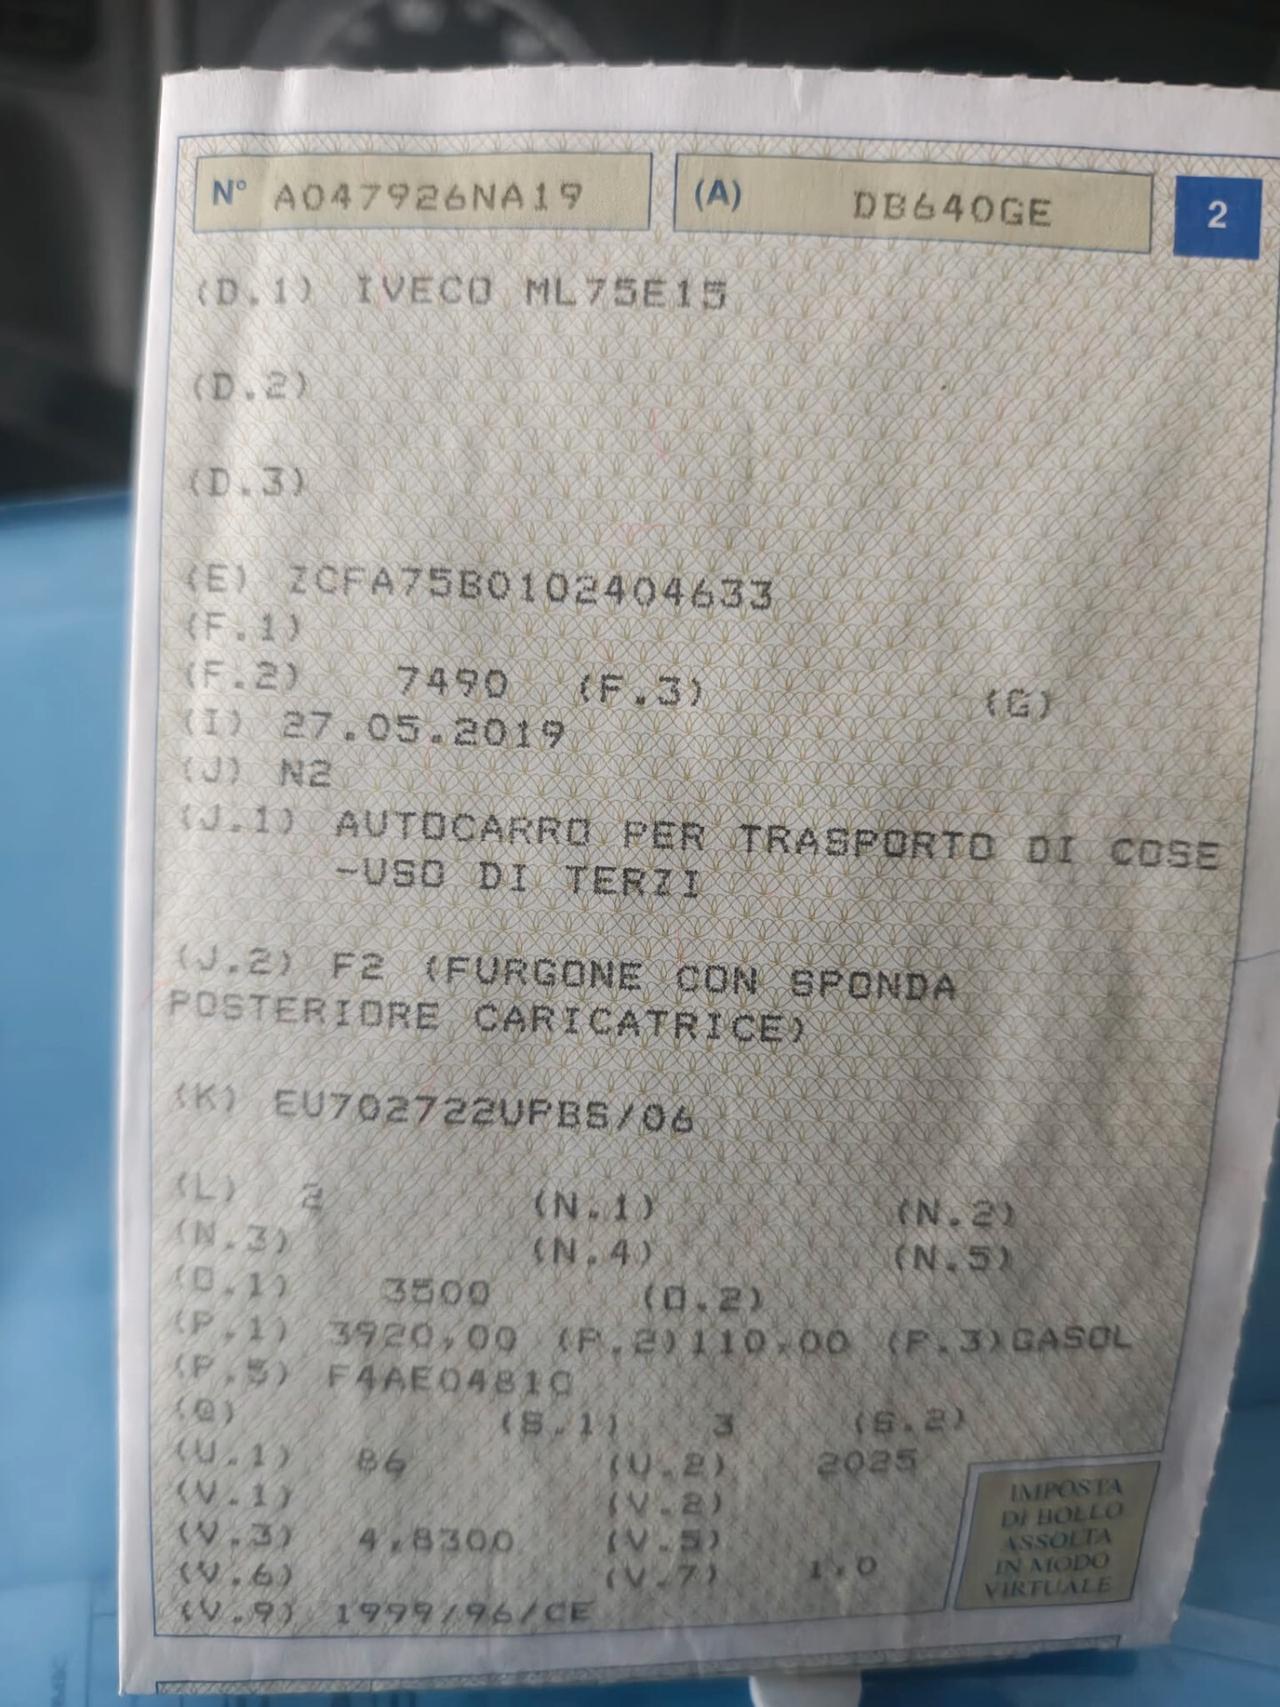 N° A047926NA19 (A) DB640GE 2
(D.1) IVECO ML75E15
(D.2)
(D.3)
(E) ZCFA75B0102404633
(F.1)
(F.2) 7490 (F.3) (G)
(I) 27.05.2019
(J) N2
(J.1) AUTOCARRO PER TRASPORTO DI COSE
-USO DI TERZI
(J.2) F2 (FURGONE CON SPONDA
POSTERIORE CARICATRICE)
(K) EU702722UPBS/06
(L) 2 (N.1) (N.2)
(N.3) (N.4) (N.5)
(O.1) 3500 (O.2)
(P.1) 3920,00 (P.2)110,00 (P.3)GASOL
(P.5) F4AE0481C
(Q) (S.1) 3 (S.2)
(U.1) 86 (U.2) 2025
(V.1) (V.2)
(V.3) 4,8300 (V.5)
(V.6) (V.7) 1,0
(V.9) 1999/96/CE
IMPOSTA
DI BOLLO
ASSOLTA
IN MODO
VIRTUALE